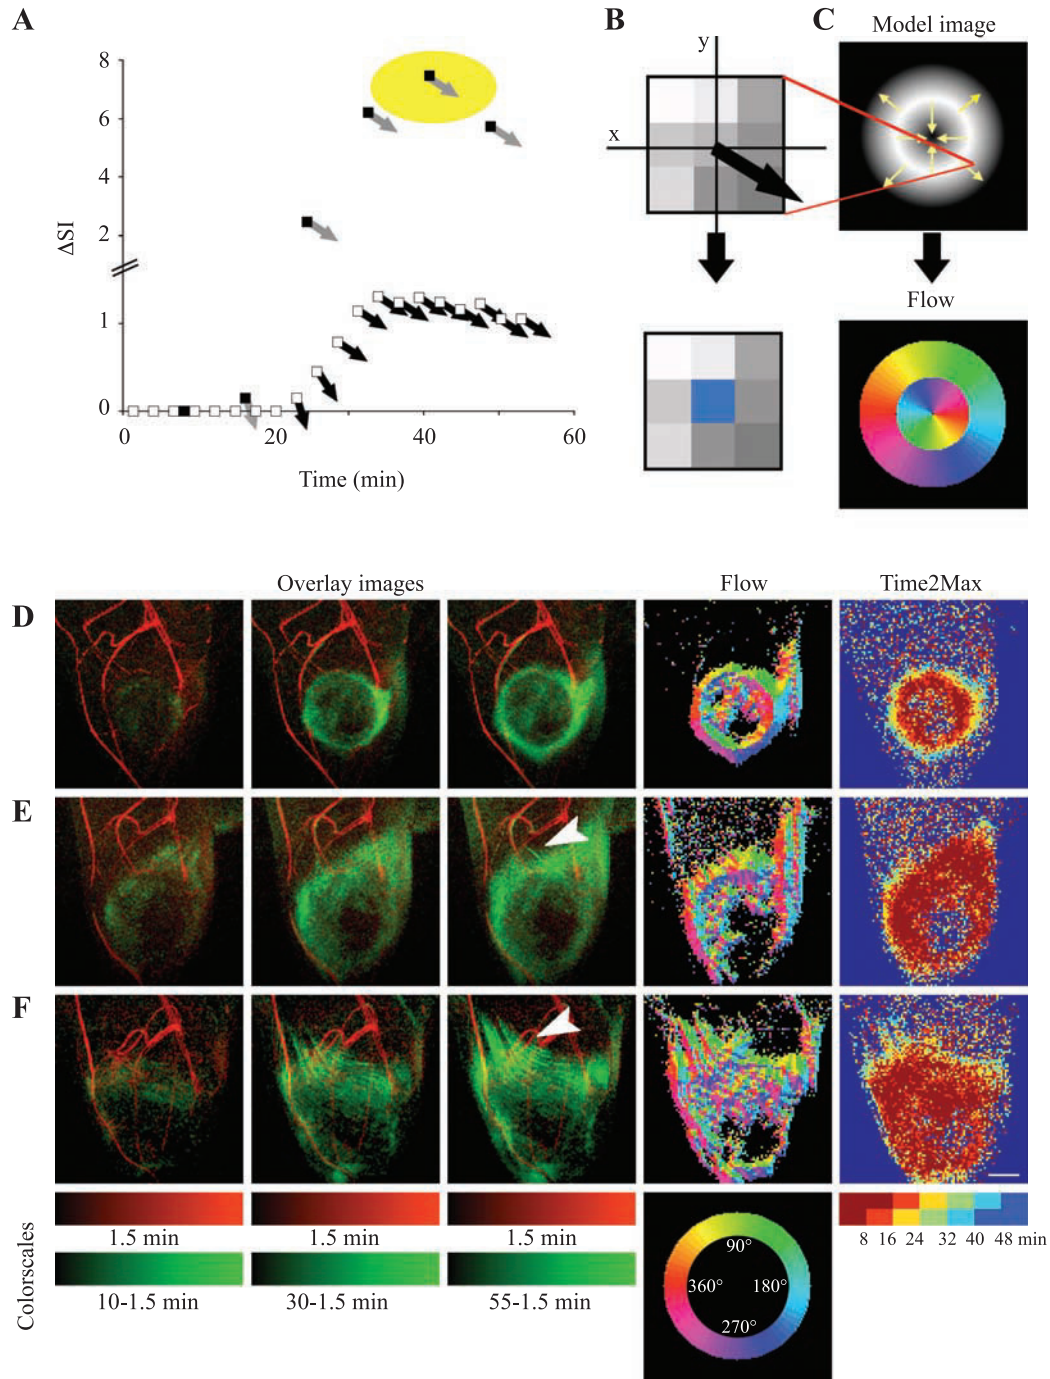 A
B
C
Model image
ΔSI
8
6
4
2
1
0
0
20
40
60
Time (min)
y
x
Flow
Overlay images
Flow
Time2Max
D
E
F
Colorscales
1.5 min
1.5 min
1.5 min
10-1.5 min
30-1.5 min
55-1.5 min
90°
360°
180°
270°
8 16 24 32 40 48 min